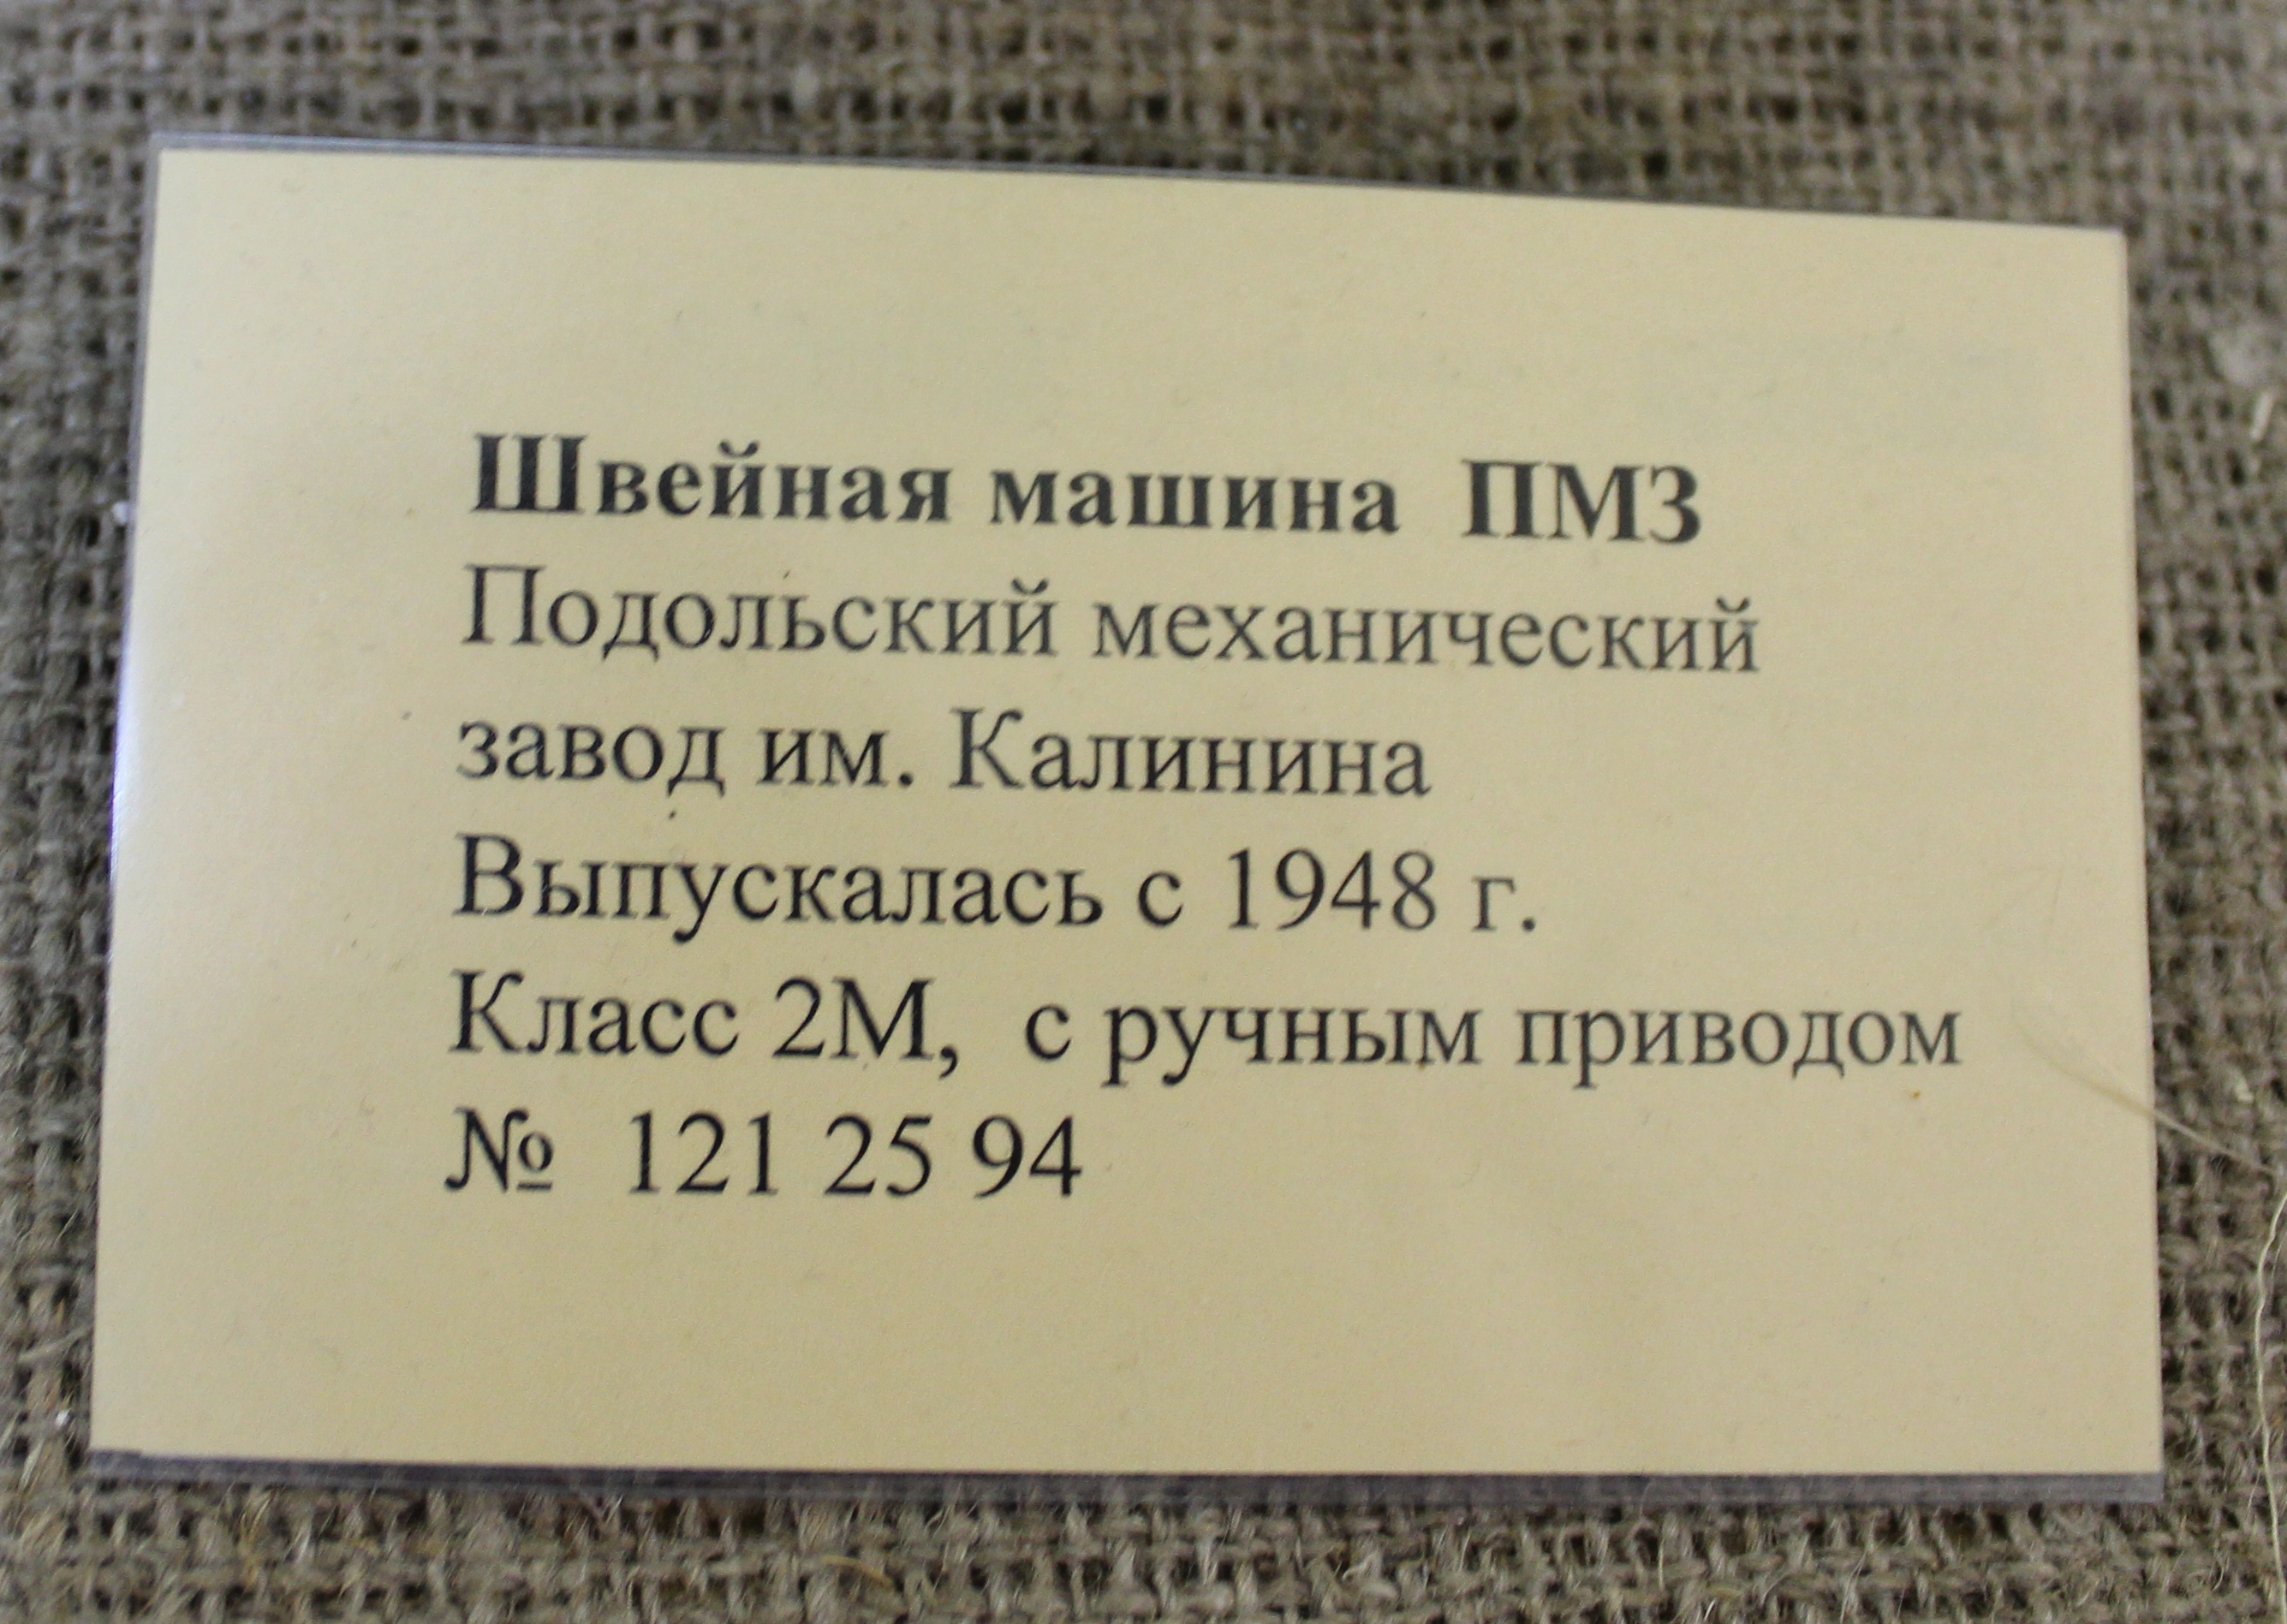 Швейная машина ПМЗ
Подольский механический
завод им. Калинина
Выпускалась с 1948 г.
Класс 2М, с ручным приводом
№ 121 25 94